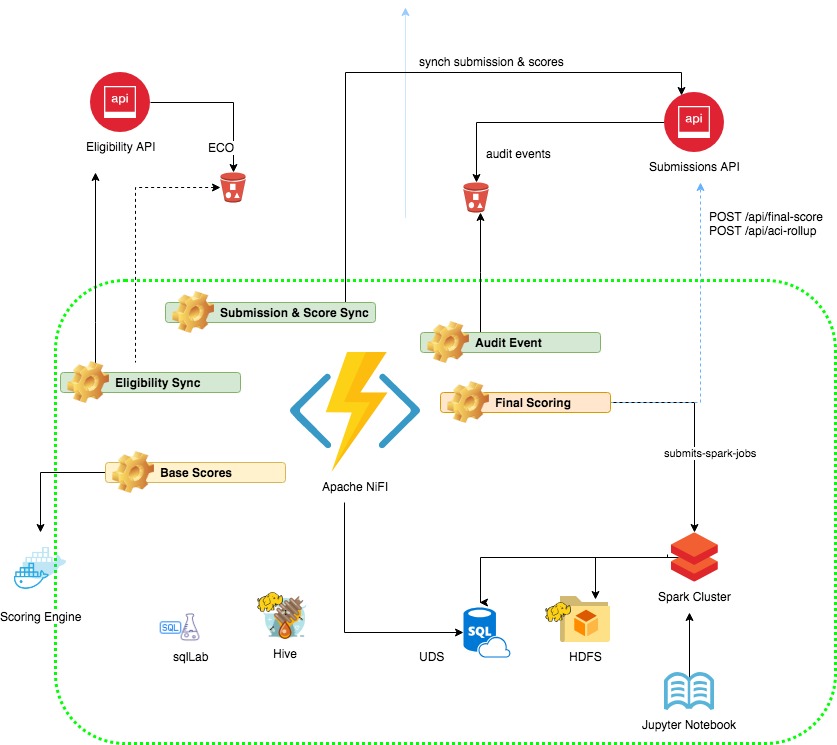 synch submission & scores
api
api
Eligibility API
ECO
audit events
Submissions API
POST /api/final-score
POST /api/aci-rollup
Submission & Score Sync
Audit Event
Eligibility Sync
Final Scoring
submits-spark-jobs
Base Scores
Apache NiFI
Scoring Engine
Spark Cluster
SQL
SQL
sqlLab
Hive
UDS
HDFS
Jupyter Notebook